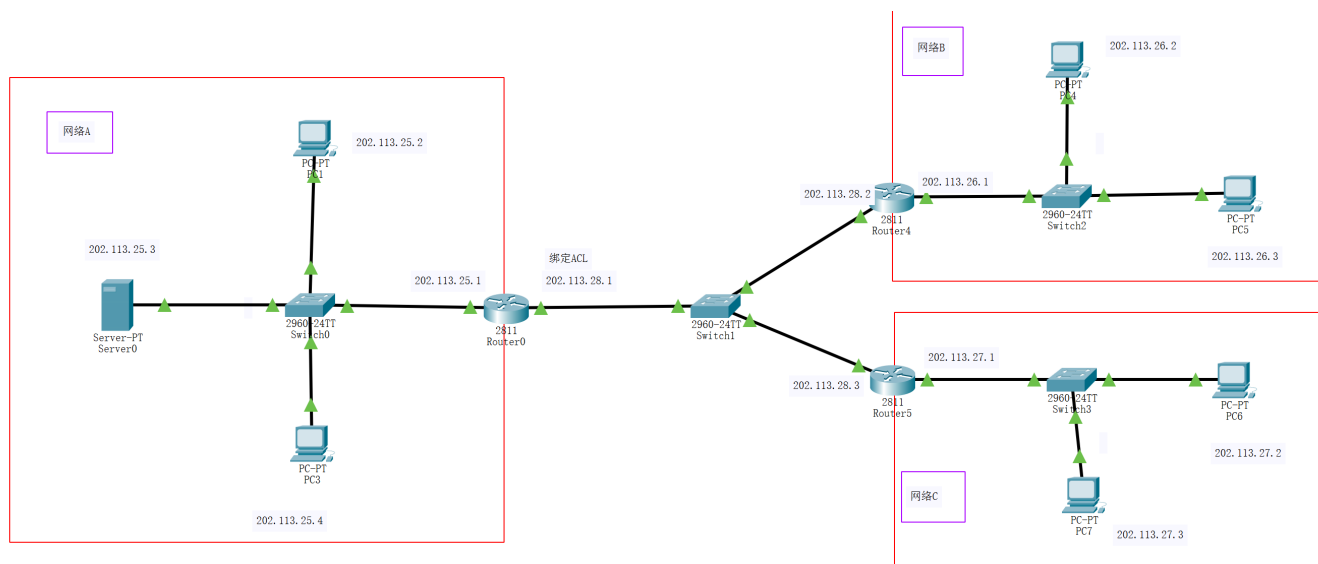 网络A
202.113.25.2
PC-PT
PC1
202.113.25.3
Server-PT
Server0
2960-24TT
Switch0
PC-PT
PC3
202.113.25.4
202.113.25.1
2811
Router0
绑定ACL
202.113.28.1
2960-24TT
Switch1
网络B
202.113.26.2
PC-PT
PC4
202.113.28.2
202.113.26.1
2811
Router4
2960-24TT
Switch2
PC-PT
PC5
202.113.26.3
202.113.28.3
202.113.27.1
2811
Router5
2960-24TT
Switch3
PC-PT
PC6
202.113.27.2
网络C
PC-PT
PC7
202.113.27.3